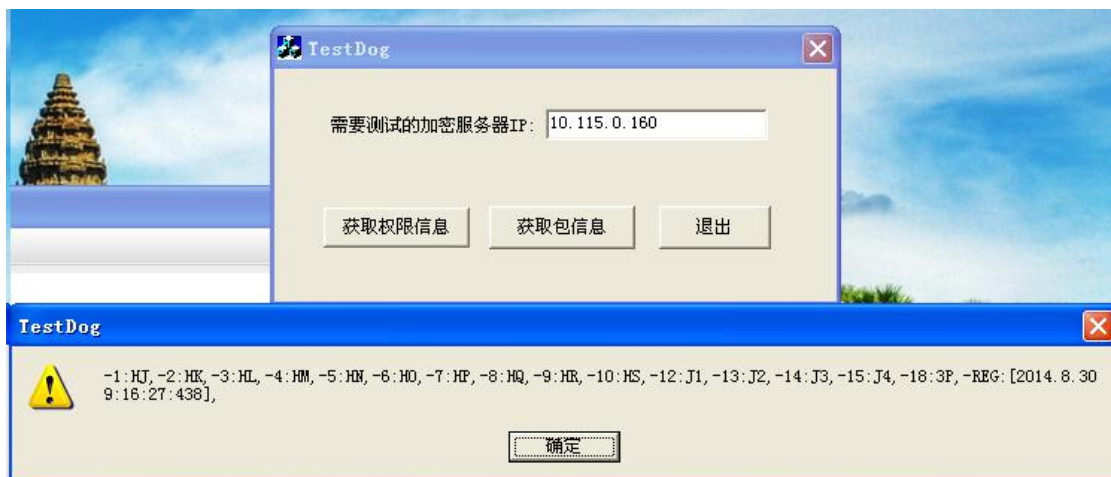 TestDog
需要测试的加密服务器IP: 10.115.0.160
获取权限信息 获取包信息 退出
TestDog
-1:HJ,-2:HK,-3:HL,-4:HM,-5:HN,-6:HO,-7:HP,-8:HQ,-9:HR,-10:HS,-12:J1,-13:J2,-14:J3,-15:J4,-18:3P,-REG:[2014.8.30
9:16:27:438],
确定